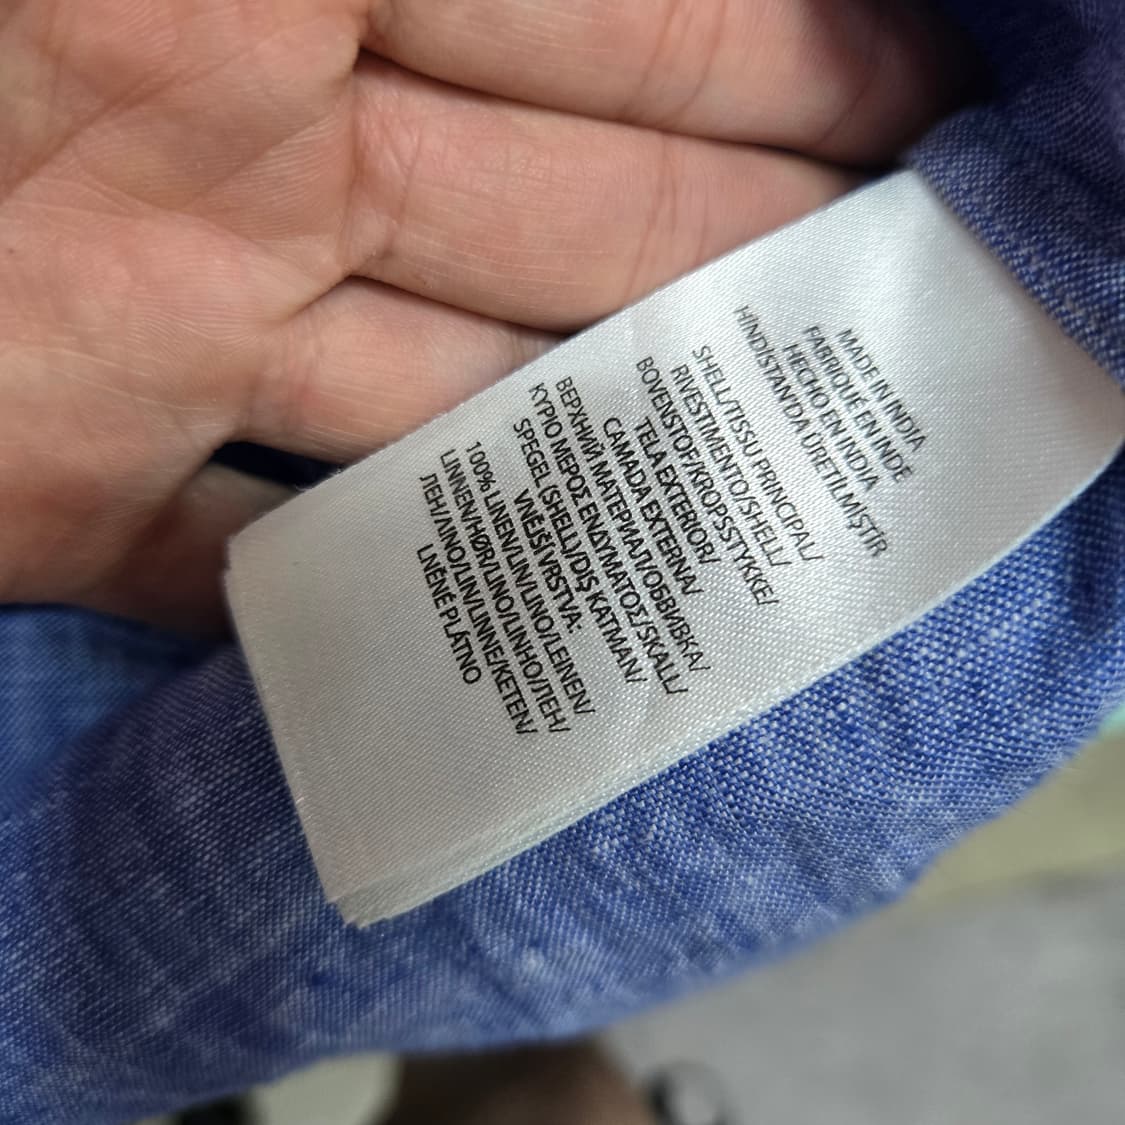 MADE IN INDIA
FABRIQUÉ EN INDE
HECHO EN INDIA
HINDISTAN'DA ÜRETILMIŞTIR
SHELL/TISSU PRINCIPAL/
RIVESTIMENTO/SHELL/
BOVENSTOF/KROPSSTYKKE/
TELA EXTERIOR/
CAMADA EXTERNA/
ВЕРХНИЙ МАТЕРИАЛ/ОБВИВКА/
ΚΥΡΙΟ ΜΕΡΟΣ ΕΝΔΥΜΑΤΟΣ/SKALL/
SPEGEL (SHELL)/DIŞ KATMAN/
VNĚJŠÍ VRSTVA:
100% LINEN/LIN/LINO/LEINEN/
LINNEN/HØR/LINO/LINHO/ЛЕН/
ЛЕН/ΛΙΝΟ/LIN/LINNE/KETEN/
LNĚNÉ PLÁTNO